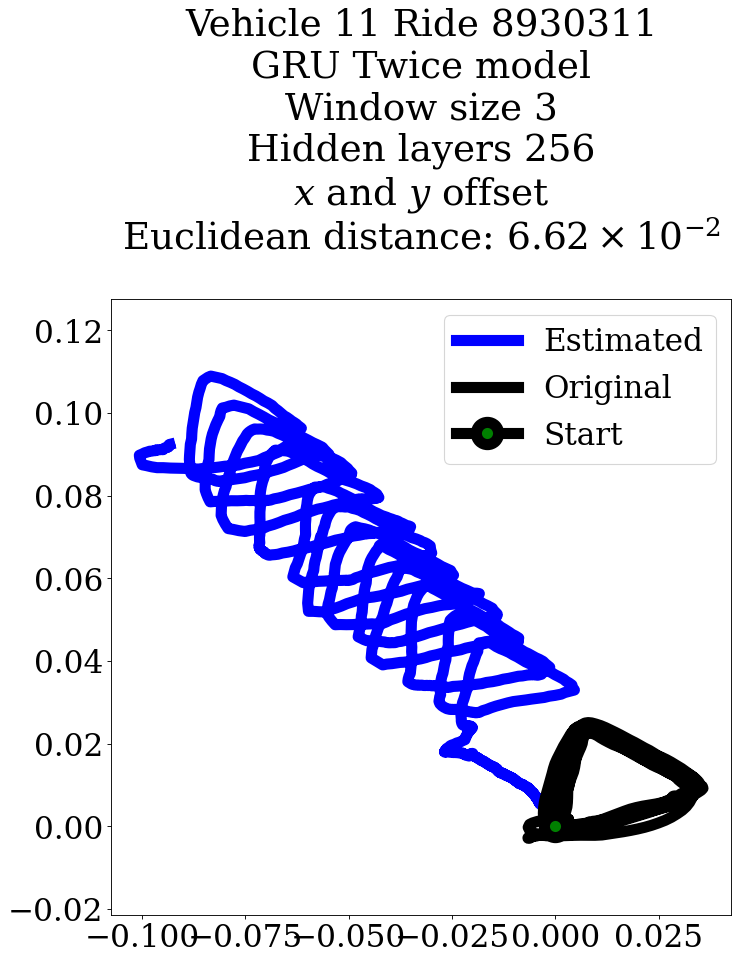 Vehicle 11 Ride 8930311
GRU Twice model
Window size 3
Hidden layers 256
x and y offset
Euclidean distance: 6.62 × 10⁻²
Estimated
Original
Start
0.12
0.10
0.08
0.06
0.04
0.02
0.00
−0.02
−0.100 −0.075 −0.050 −0.025 0.000 0.025